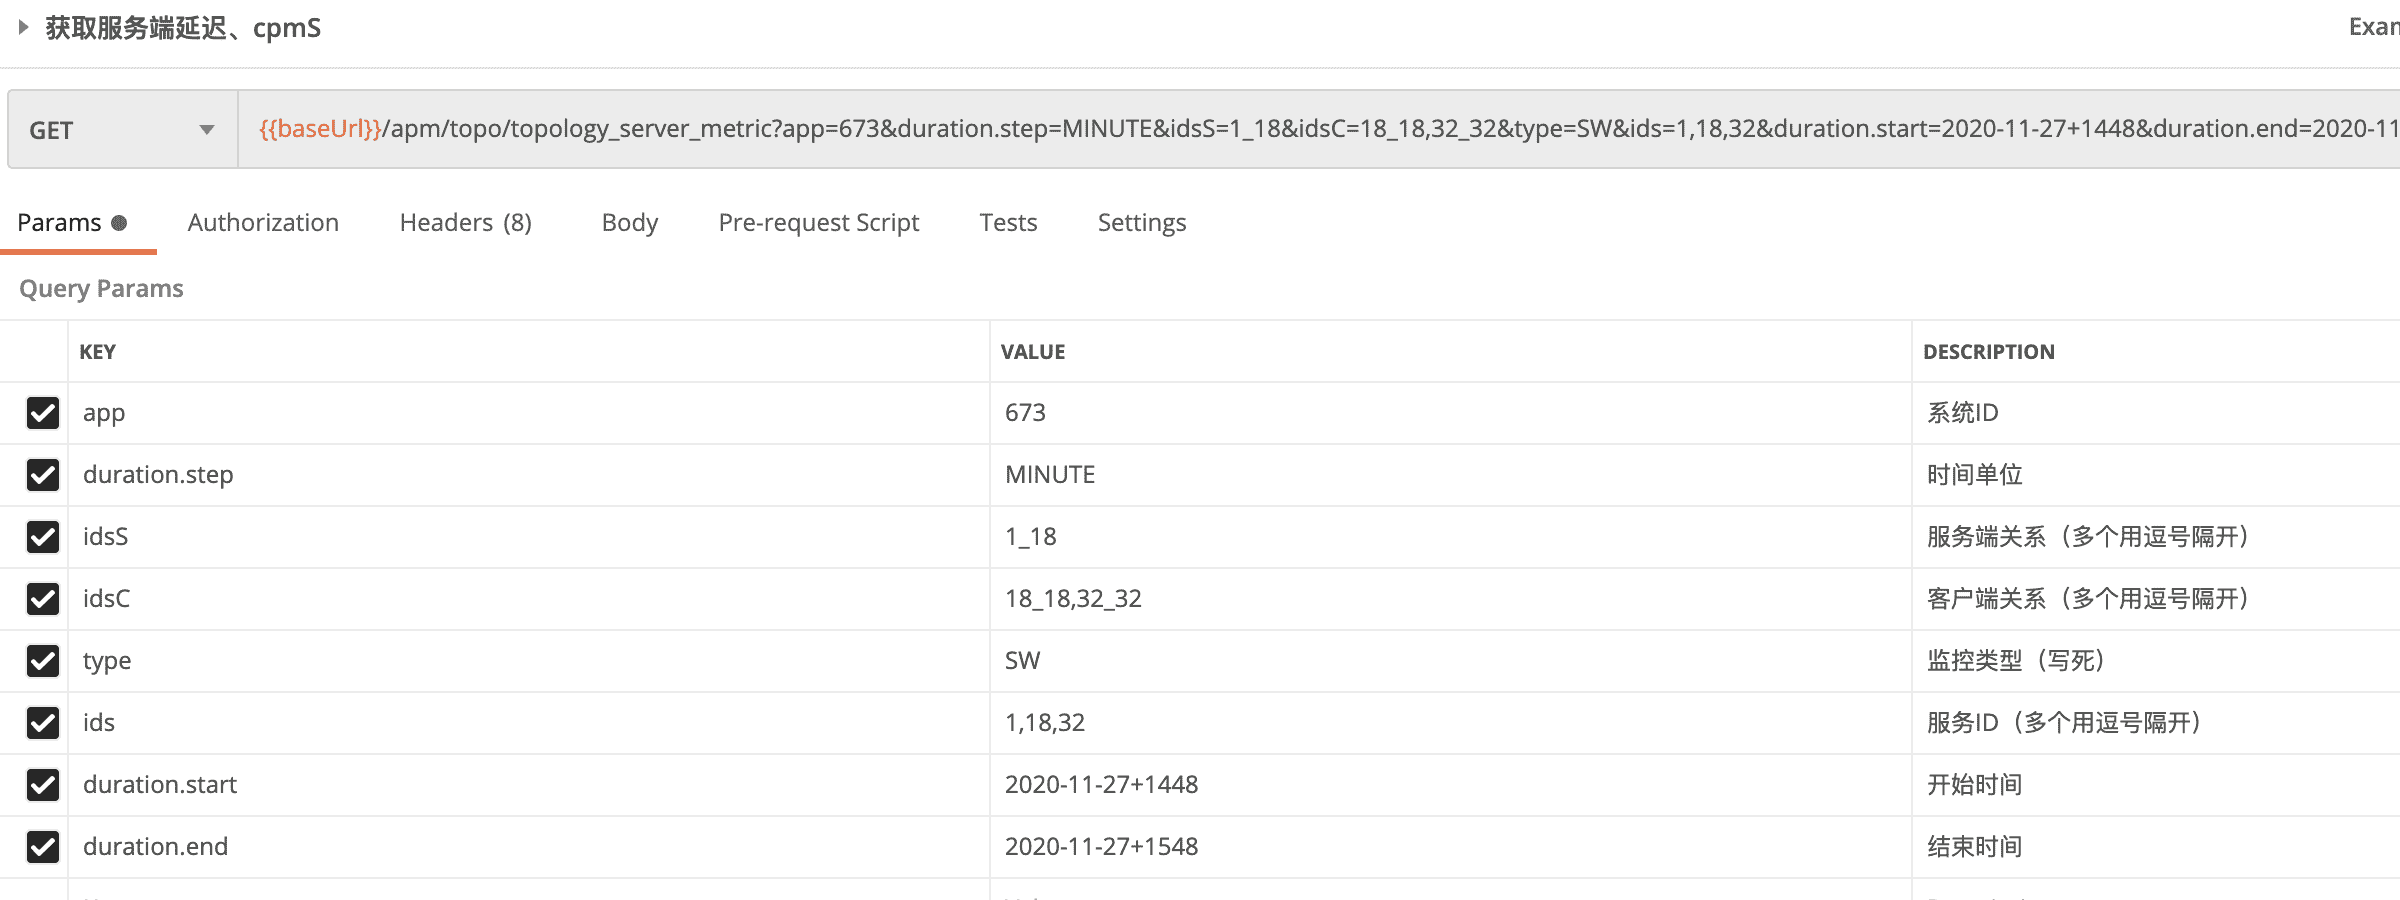 获取服务端延迟、cpmS
Exam
GET {{baseUrl}}/apm/topo/topology_server_metric?app=673&duration.step=MINUTE&idsS=1_18&idsC=18_18,32_32&type=SW&ids=1,18,32&duration.start=2020-11-27+1448&duration.end=2020-11
Params Authorization Headers (8) Body Pre-request Script Tests Settings
Query Params
KEY VALUE DESCRIPTION
app 673 系统ID
duration.step MINUTE 时间单位
idsS 1_18 服务端关系（多个用逗号隔开）
idsC 18_18,32_32 客户端关系（多个用逗号隔开）
type SW 监控类型（写死）
ids 1,18,32 服务ID（多个用逗号隔开）
duration.start 2020-11-27+1448 开始时间
duration.end 2020-11-27+1548 结束时间